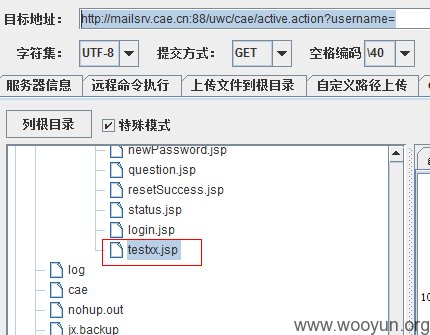 目标地址: http://mailsrv.cae.cn:88/uwc/cae/active.action?username=
字符集: UTF-8 提交方式: GET 空格编码 \40
服务器信息 远程命令执行 上传文件到根目录 自定义路径上传
列根目录 特殊模式
newPassword.jsp
question.jsp
resetSuccess.jsp
status.jsp
login.jsp
testxx.jsp
log
cae
nohup.out
jx.backup
www.wooyun.org